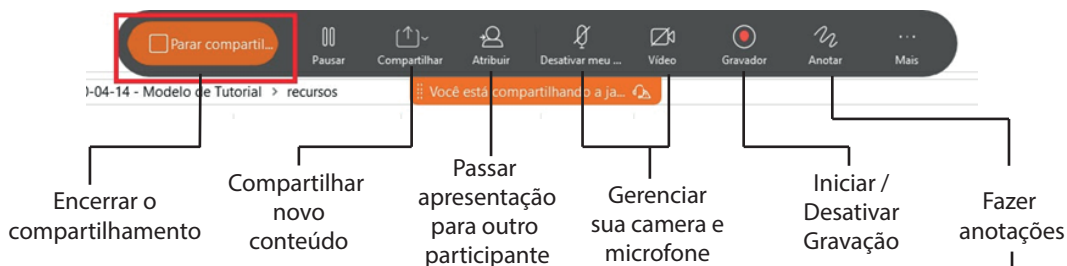 Parar compartil...
Pausar
Compartilhar
Atribuir
Desativar meu ...
Vídeo
Gravador
Anotar
Mais
0-04-14 - Modelo de Tutorial > recursos
Você está compartilhando a ja...
Encerrar o
compartilhamento
Compartilhar
novo
conteúdo
Passar
apresentação
para outro
participante
Gerenciar
sua camera e
microfone
Iniciar /
Desativar
Gravação
Fazer
anotações